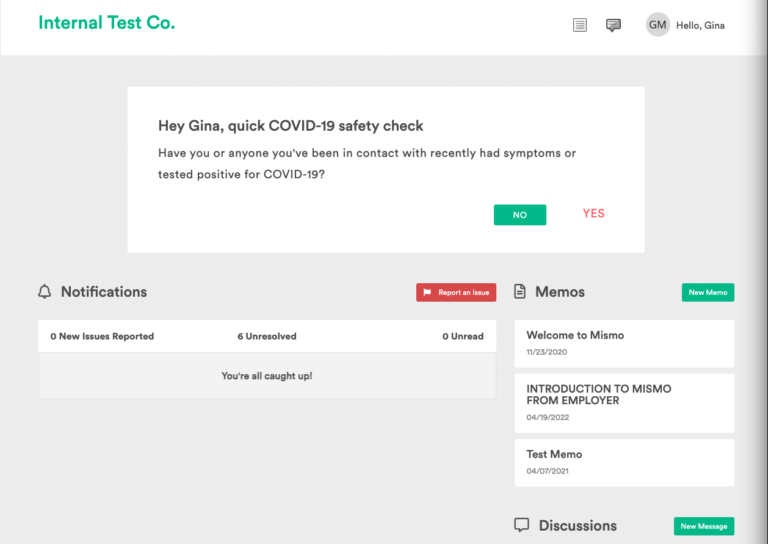 Internal Test Co.
GM Hello, Gina
Hey Gina, quick COVID-19 safety check
Have you or anyone you've been in contact with recently had symptoms or
tested positive for COVID-19?
NO YES
Notifications
Report an Issue
0 New Issues Reported 6 Unresolved 0 Unread
You're all caught up!
Memos
New Memo
Welcome to Mismo
11/23/2020
INTRODUCTION TO MISMO
FROM EMPLOYER
04/19/2022
Test Memo
04/07/2021
Discussions
New Message